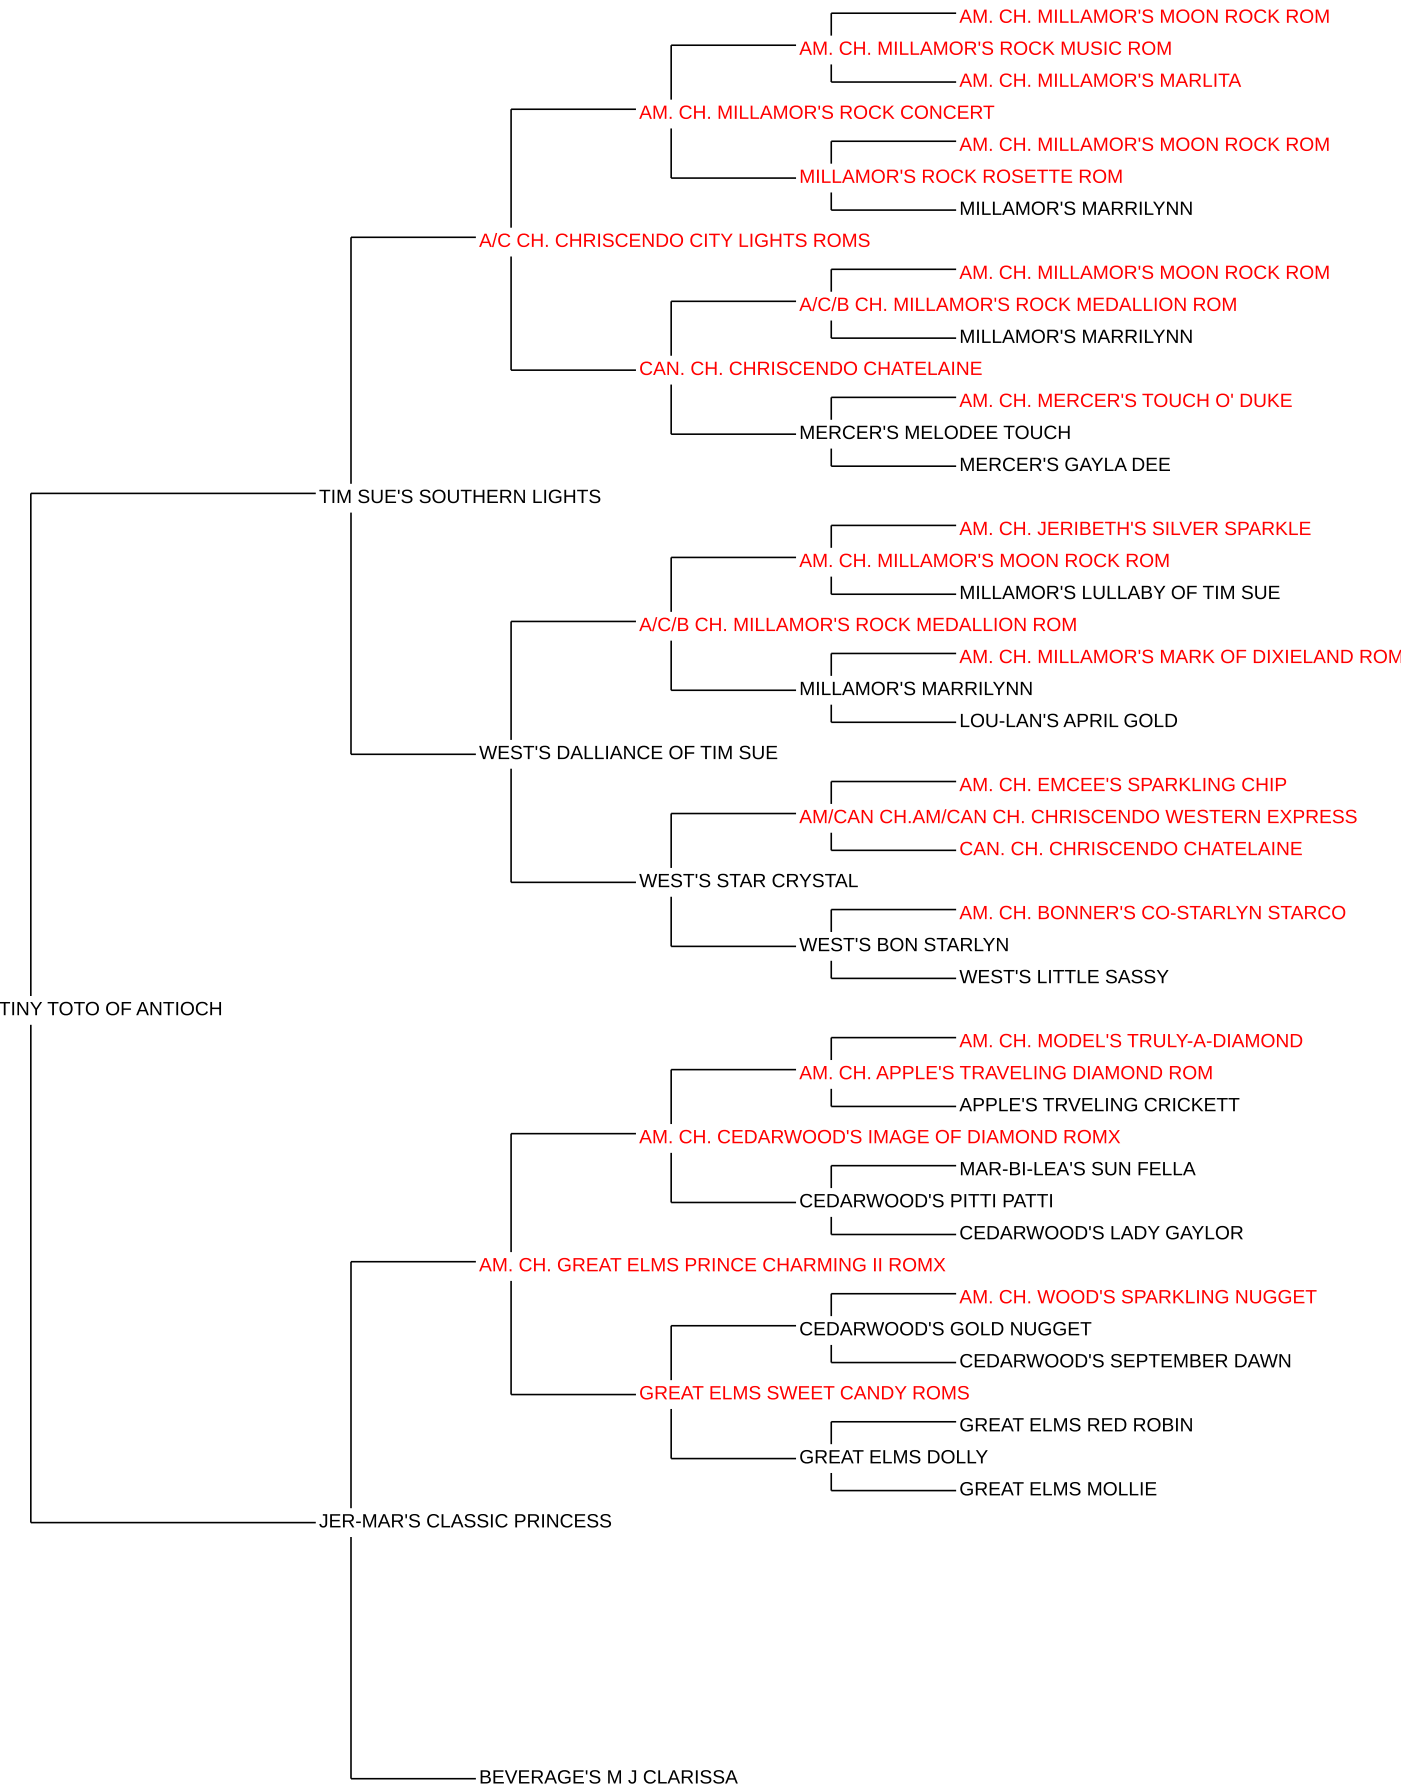 AM. CH. MILLAMOR'S MOON ROCK ROM
AM. CH. MILLAMOR'S ROCK MUSIC ROM
AM. CH. MILLAMOR'S MARLITA
AM. CH. MILLAMOR'S ROCK CONCERT
AM. CH. MILLAMOR'S MOON ROCK ROM
MILLAMOR'S ROCK ROSETTE ROM
MILLAMOR'S MARRILYNN
A/C CH. CHRISCENDO CITY LIGHTS ROMS
AM. CH. MILLAMOR'S MOON ROCK ROM
A/C/B CH. MILLAMOR'S ROCK MEDALLION ROM
MILLAMOR'S MARRILYNN
CAN. CH. CHRISCENDO CHATELAINE
AM. CH. MERCER'S TOUCH O' DUKE
MERCER'S MELODEE TOUCH
MERCER'S GAYLA DEE
TIM SUE'S SOUTHERN LIGHTS
AM. CH. JERIBETH'S SILVER SPARKLE
AM. CH. MILLAMOR'S MOON ROCK ROM
MILLAMOR'S LULLABY OF TIM SUE
A/C/B CH. MILLAMOR'S ROCK MEDALLION ROM
AM. CH. MILLAMOR'S MARK OF DIXIELAND ROM
MILLAMOR'S MARRILYNN
LOU-LAN'S APRIL GOLD
WEST'S DALLIANCE OF TIM SUE
AM. CH. EMCEE'S SPARKLING CHIP
AM/CAN CH.AM/CAN CH. CHRISCENDO WESTERN EXPRESS
CAN. CH. CHRISCENDO CHATELAINE
WEST'S STAR CRYSTAL
AM. CH. BONNER'S CO-STARLYN STARCO
WEST'S BON STARLYN
WEST'S LITTLE SASSY
TINY TOTO OF ANTIOCH
AM. CH. MODEL'S TRULY-A-DIAMOND
AM. CH. APPLE'S TRAVELING DIAMOND ROM
APPLE'S TRVELING CRICKETT
AM. CH. CEDARWOOD'S IMAGE OF DIAMOND ROMX
MAR-BI-LEA'S SUN FELLA
CEDARWOOD'S PITTI PATTI
CEDARWOOD'S LADY GAYLOR
AM. CH. GREAT ELMS PRINCE CHARMING II ROMX
AM. CH. WOOD'S SPARKLING NUGGET
CEDARWOOD'S GOLD NUGGET
CEDARWOOD'S SEPTEMBER DAWN
GREAT ELMS SWEET CANDY ROMS
GREAT ELMS RED ROBIN
GREAT ELMS DOLLY
GREAT ELMS MOLLIE
JER-MAR'S CLASSIC PRINCESS
BEVERAGE'S M J CLARISSA